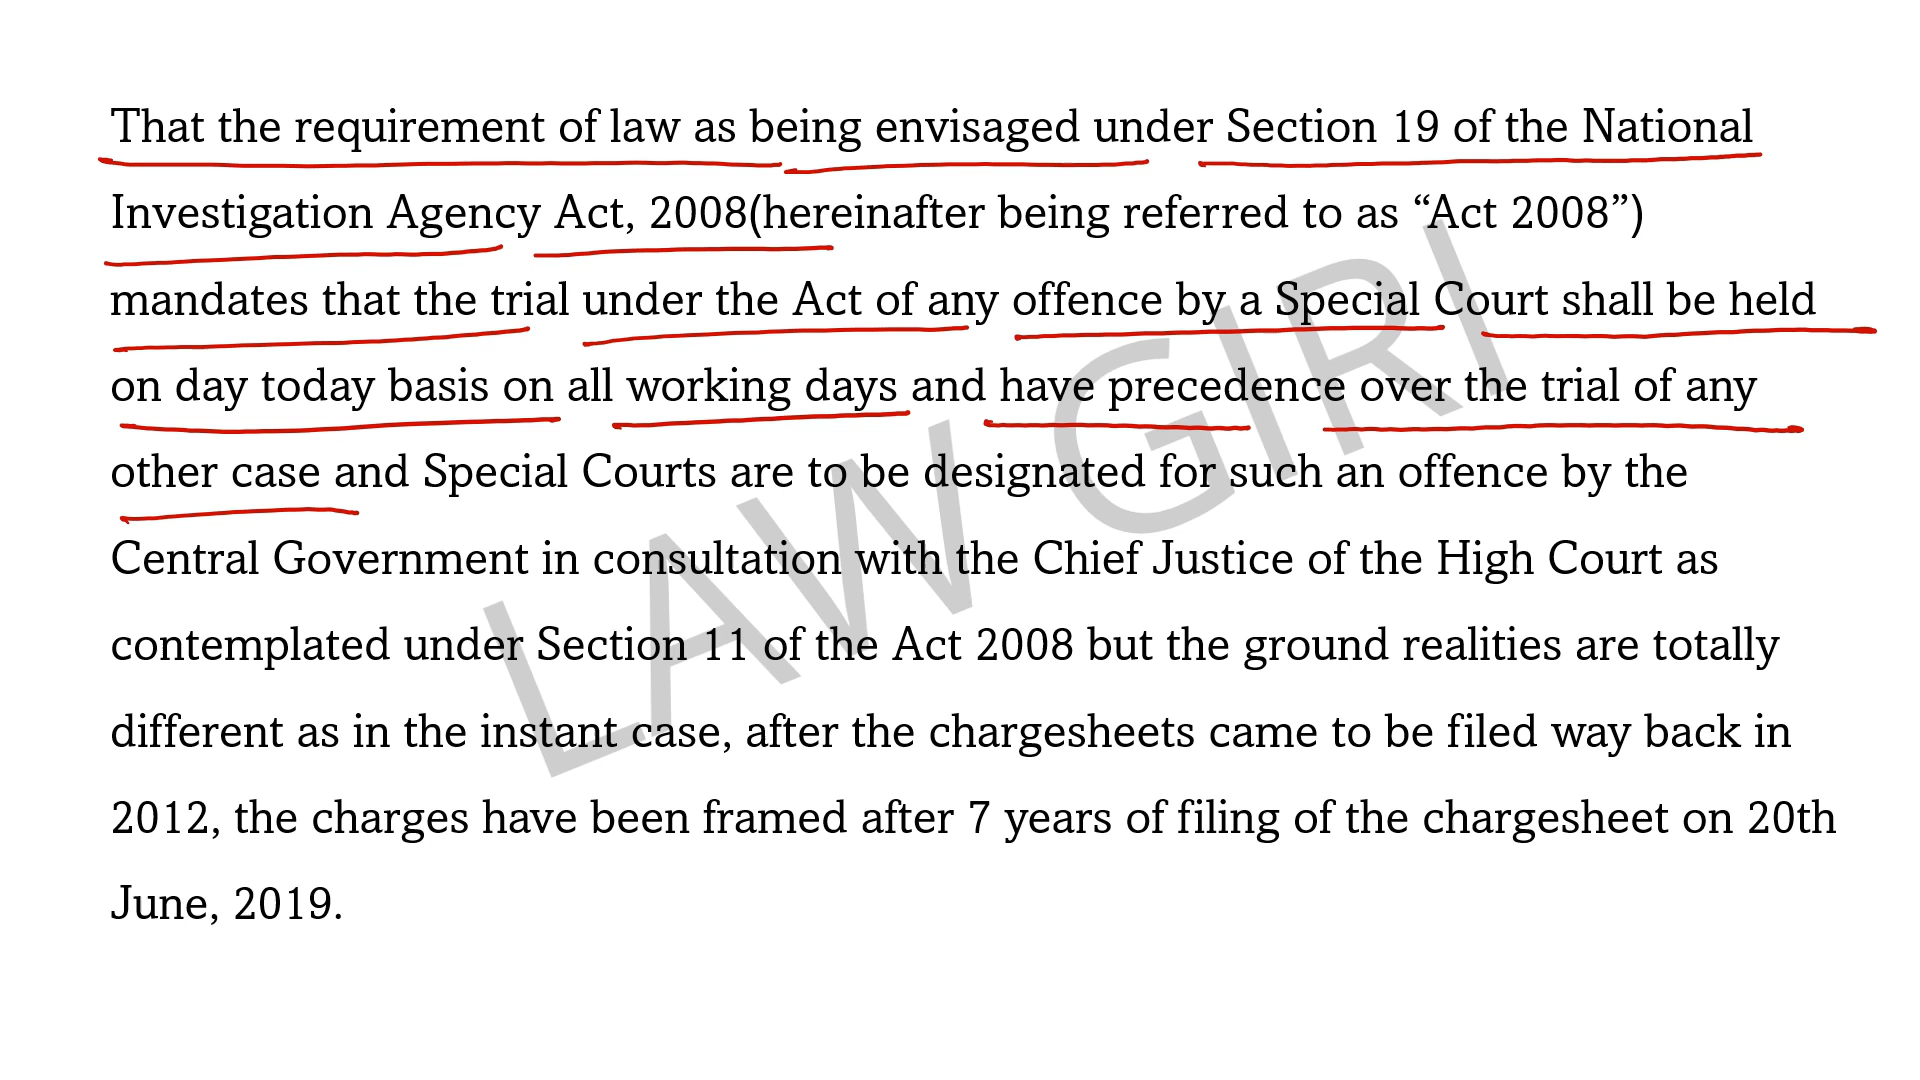 That the requirement of law as being envisaged under Section 19 of the National
Investigation Agency Act, 2008(hereinafter being referred to as “Act 2008”)
mandates that the trial under the Act of any offence by a Special Court shall be held
on day today basis on all working days and have precedence over the trial of any
other case and Special Courts are to be designated for such an offence by the
Central Government in consultation with the Chief Justice of the High Court as
contemplated under Section 11 of the Act 2008 but the ground realities are totally
different as in the instant case, after the chargesheets came to be filed way back in
2012, the charges have been framed after 7 years of filing of the chargesheet on 20th
June, 2019.
LAW GIRI